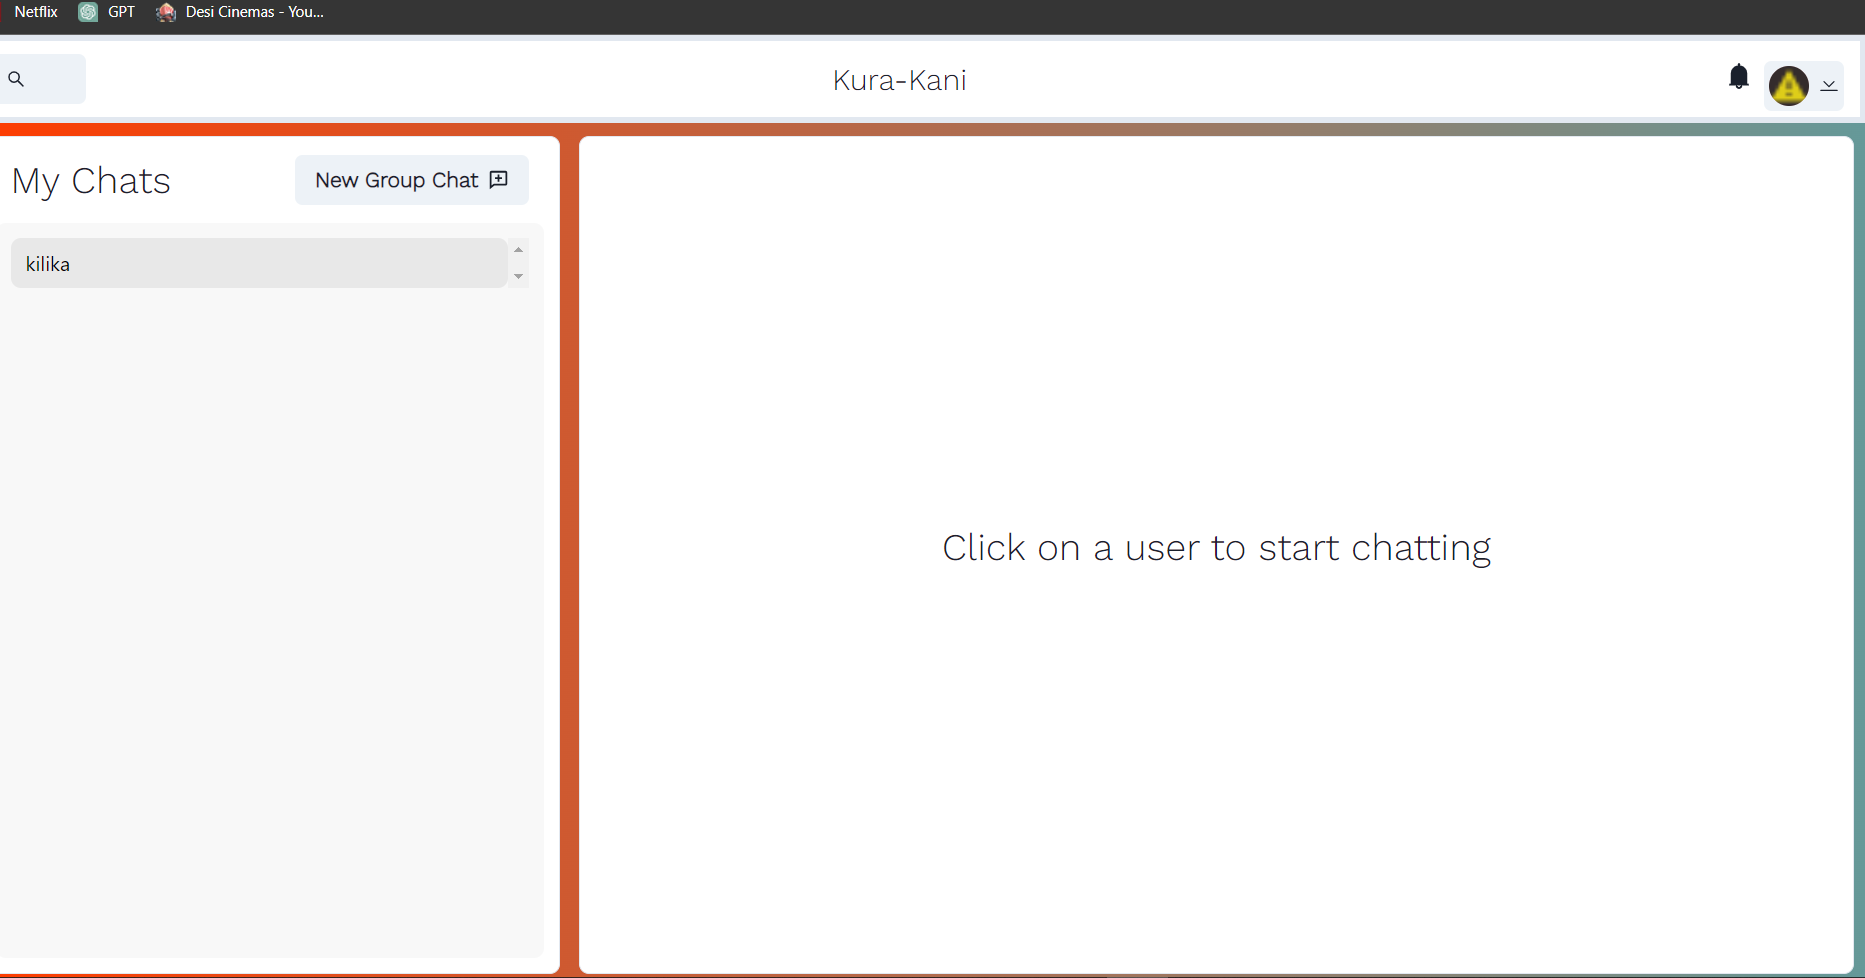 Netflix GPT Desi Cinemas - You...
Kura-Kani
My Chats New Group Chat
kilika
Click on a user to start chatting